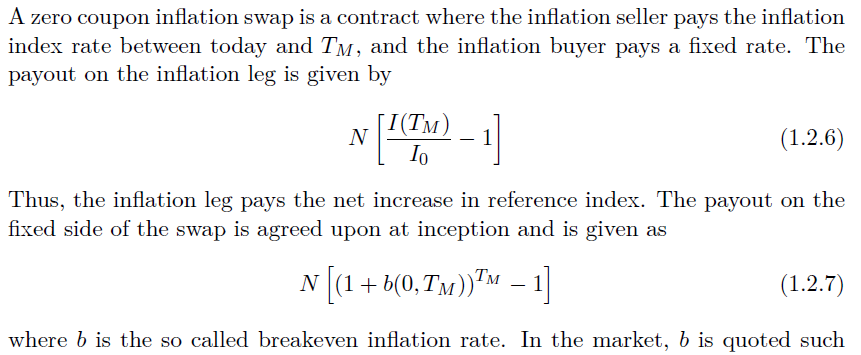 A zero coupon inflation swap is a contract where the inflation seller pays the inflation
index rate between today and T_M, and the inflation buyer pays a fixed rate. The
payout on the inflation leg is given by
N [ I(T_M) / I_0 − 1 ] (1.2.6)
Thus, the inflation leg pays the net increase in reference index. The payout on the
fixed side of the swap is agreed upon at inception and is given as
N [ (1 + b(0, T_M))^{T_M} − 1 ] (1.2.7)
where b is the so called breakeven inflation rate. In the market, b is quoted such